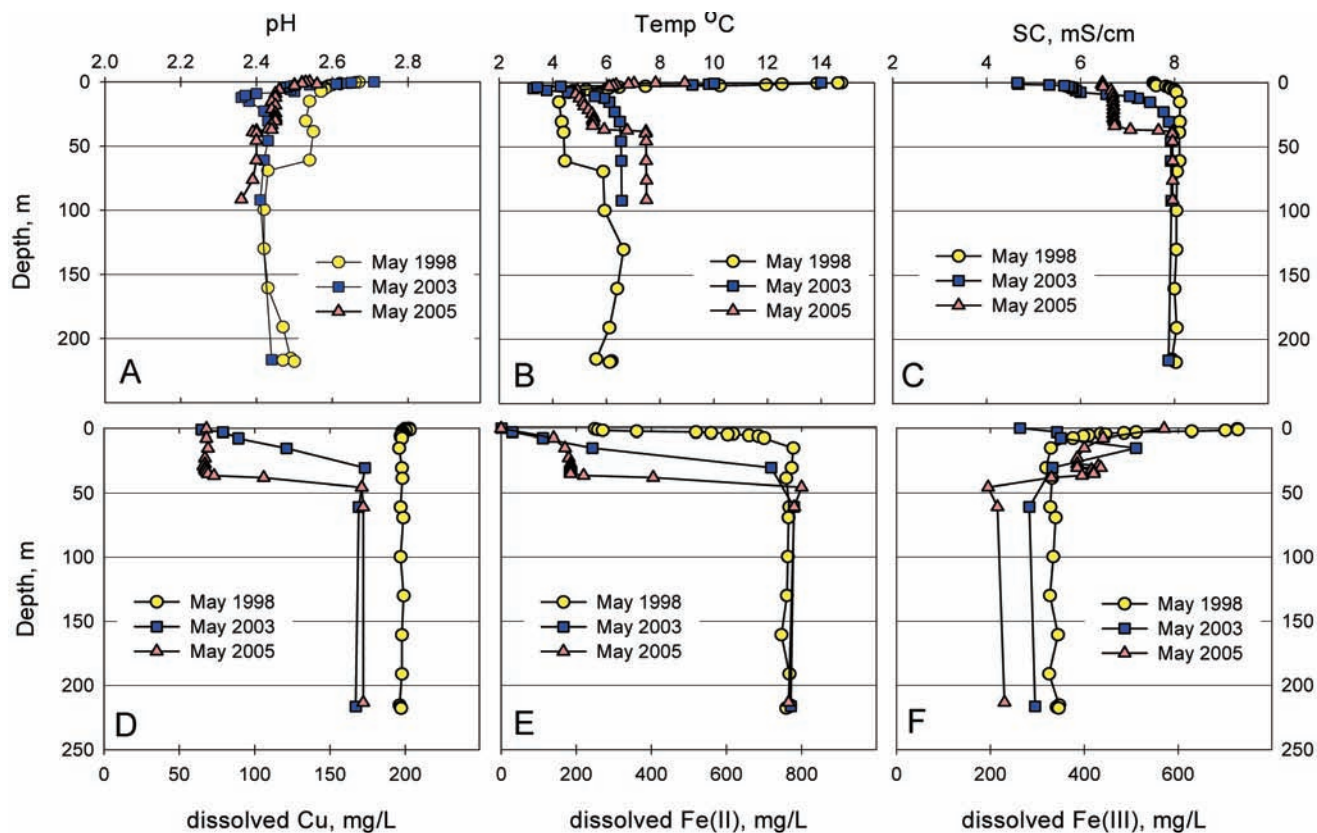 pH
Temp °C
SC, mS/cm
2.0 2.2 2.4 2.6 2.8
2 4 6 8 10 12 14
2 4 6 8
Depth, m
0
50
100
150
200
May 1998
May 2003
May 2005
A
May 1998
May 2003
May 2005
B
May 1998
May 2003
May 2005
C
0
50
100
150
200
Depth, m
0
50
100
150
200
250
May 1998
May 2003
May 2005
D
May 1998
May 2003
May 2005
E
May 1998
May 2003
May 2005
F
0
50
100
150
200
250
0 50 100 150 200
0 200 400 600 800
0 200 400 600
dissolved Cu, mg/L
dissolved Fe(II), mg/L
dissolved Fe(III), mg/L